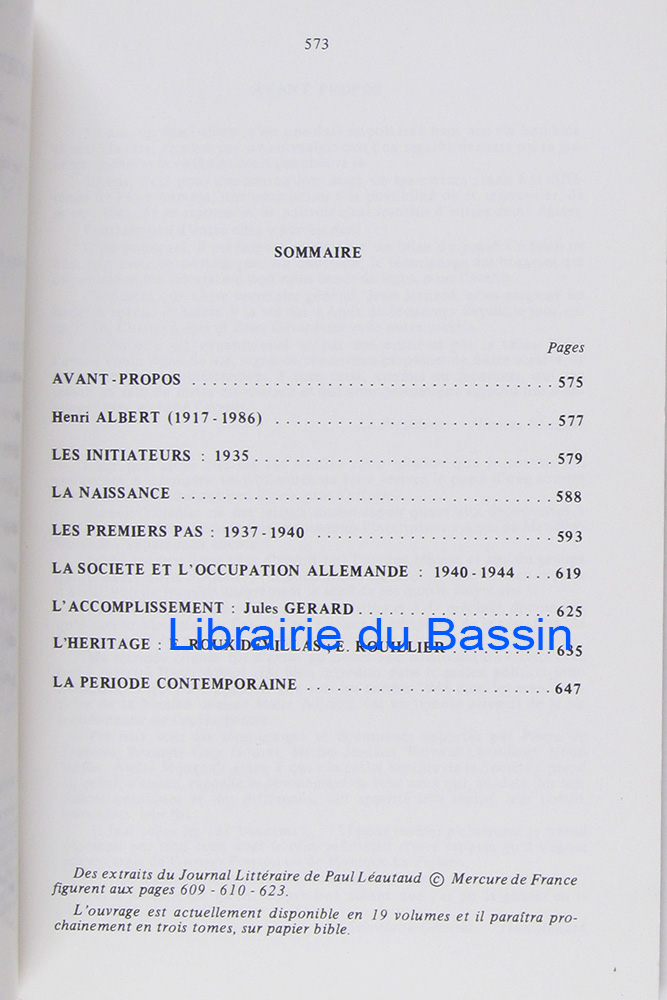 573
SOMMAIRE
Pages
AVANT-PROPOS . . . . . . . . . . . . . . . . . . . . . . . . . . . . . . . . . . . . 575
Henri ALBERT (1917-1986) . . . . . . . . . . . . . . . . . . . . . . . . . . . 577
LES INITIATEURS : 1935 . . . . . . . . . . . . . . . . . . . . . . . . . . . . . 579
LA NAISSANCE . . . . . . . . . . . . . . . . . . . . . . . . . . . . . . . . . . . . 588
LES PREMIERS PAS : 1937-1940 . . . . . . . . . . . . . . . . . . . . . . . 593
LA SOCIETE ET L'OCCUPATION ALLEMANDE : 1940-1944 . . . 619
L'ACCOMPLISSEMENT : Jules GERARD . . . . . . . . . . . . . . . . . . . 625
L'HERITAGE : E. ROUX DEVILLAS ; E. ROUILLIER . . . . . . . . . . 635
Librairie du Bassin
LA PERIODE CONTEMPORAINE . . . . . . . . . . . . . . . . . . . . . . . . 647
Des extraits du Journal Littéraire de Paul Léautaud © Mercure de France
figurent aux pages 609 - 610 - 623.
L'ouvrage est actuellement disponible en 19 volumes et il paraîtra pro-
chainement en trois tomes, sur papier bible.